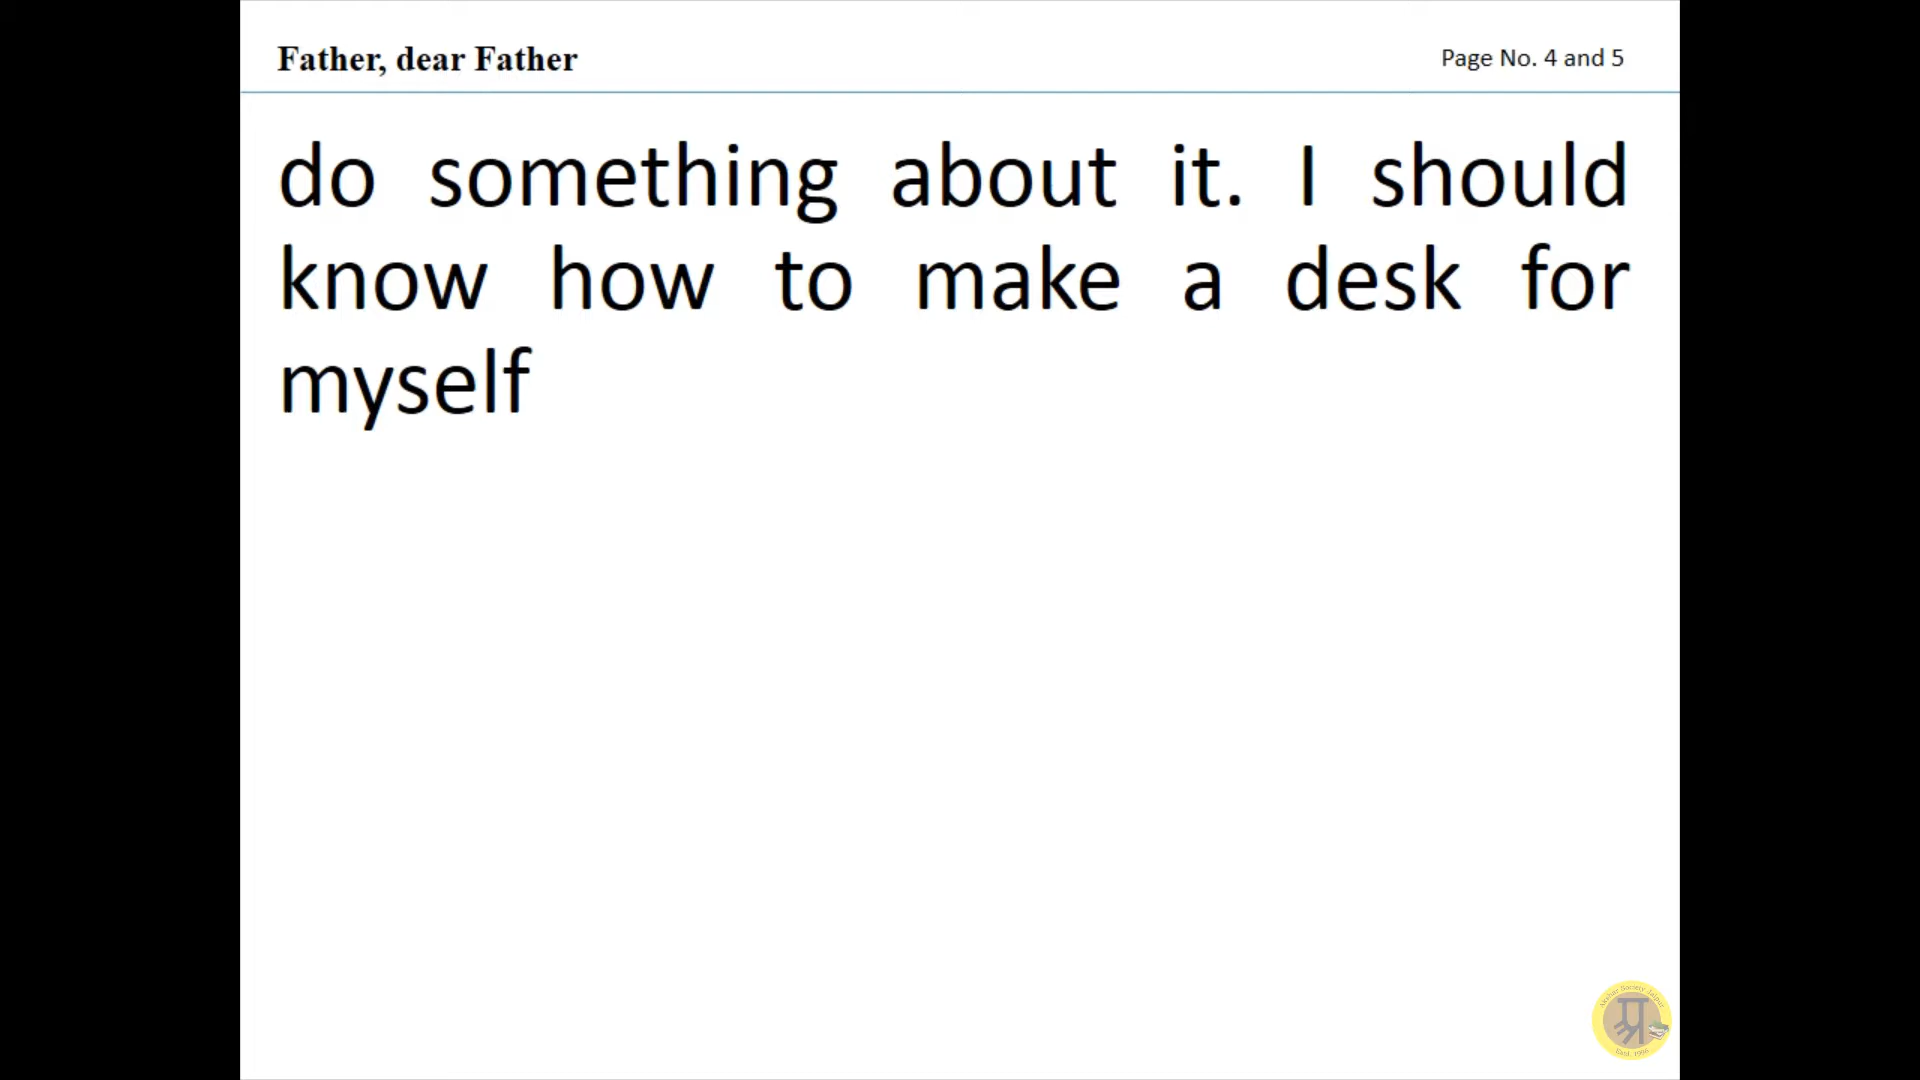 Father, dear Father
Page No. 4 and 5
do something about it. I should
know how to make a desk for
myself